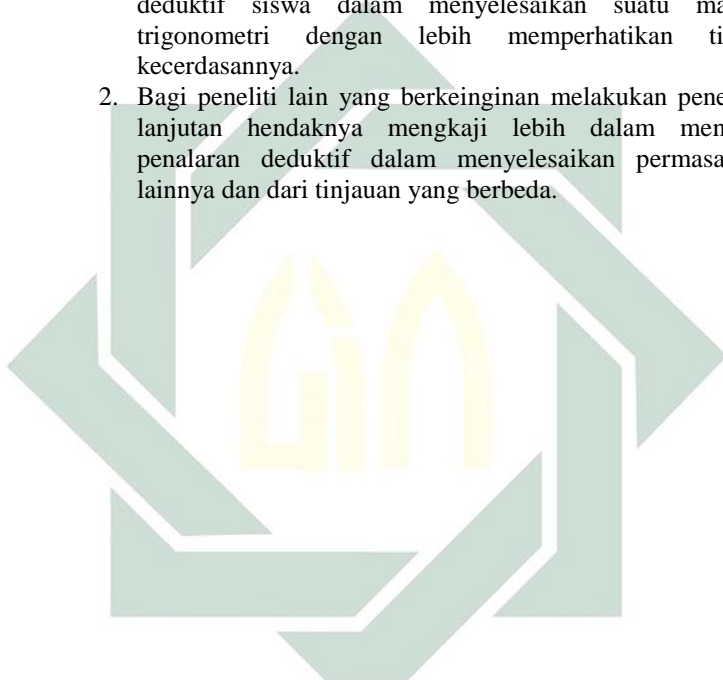 deduktif siswa dalam menyelesaikan suatu ma
trigonometri dengan lebih memperhatikan ti
kecerdasannya.
2. Bagi peneliti lain yang berkeinginan melakukan pene
lanjutan hendaknya mengkaji lebih dalam men
penalaran deduktif dalam menyelesaikan permasa
lainnya dan dari tinjauan yang berbeda.